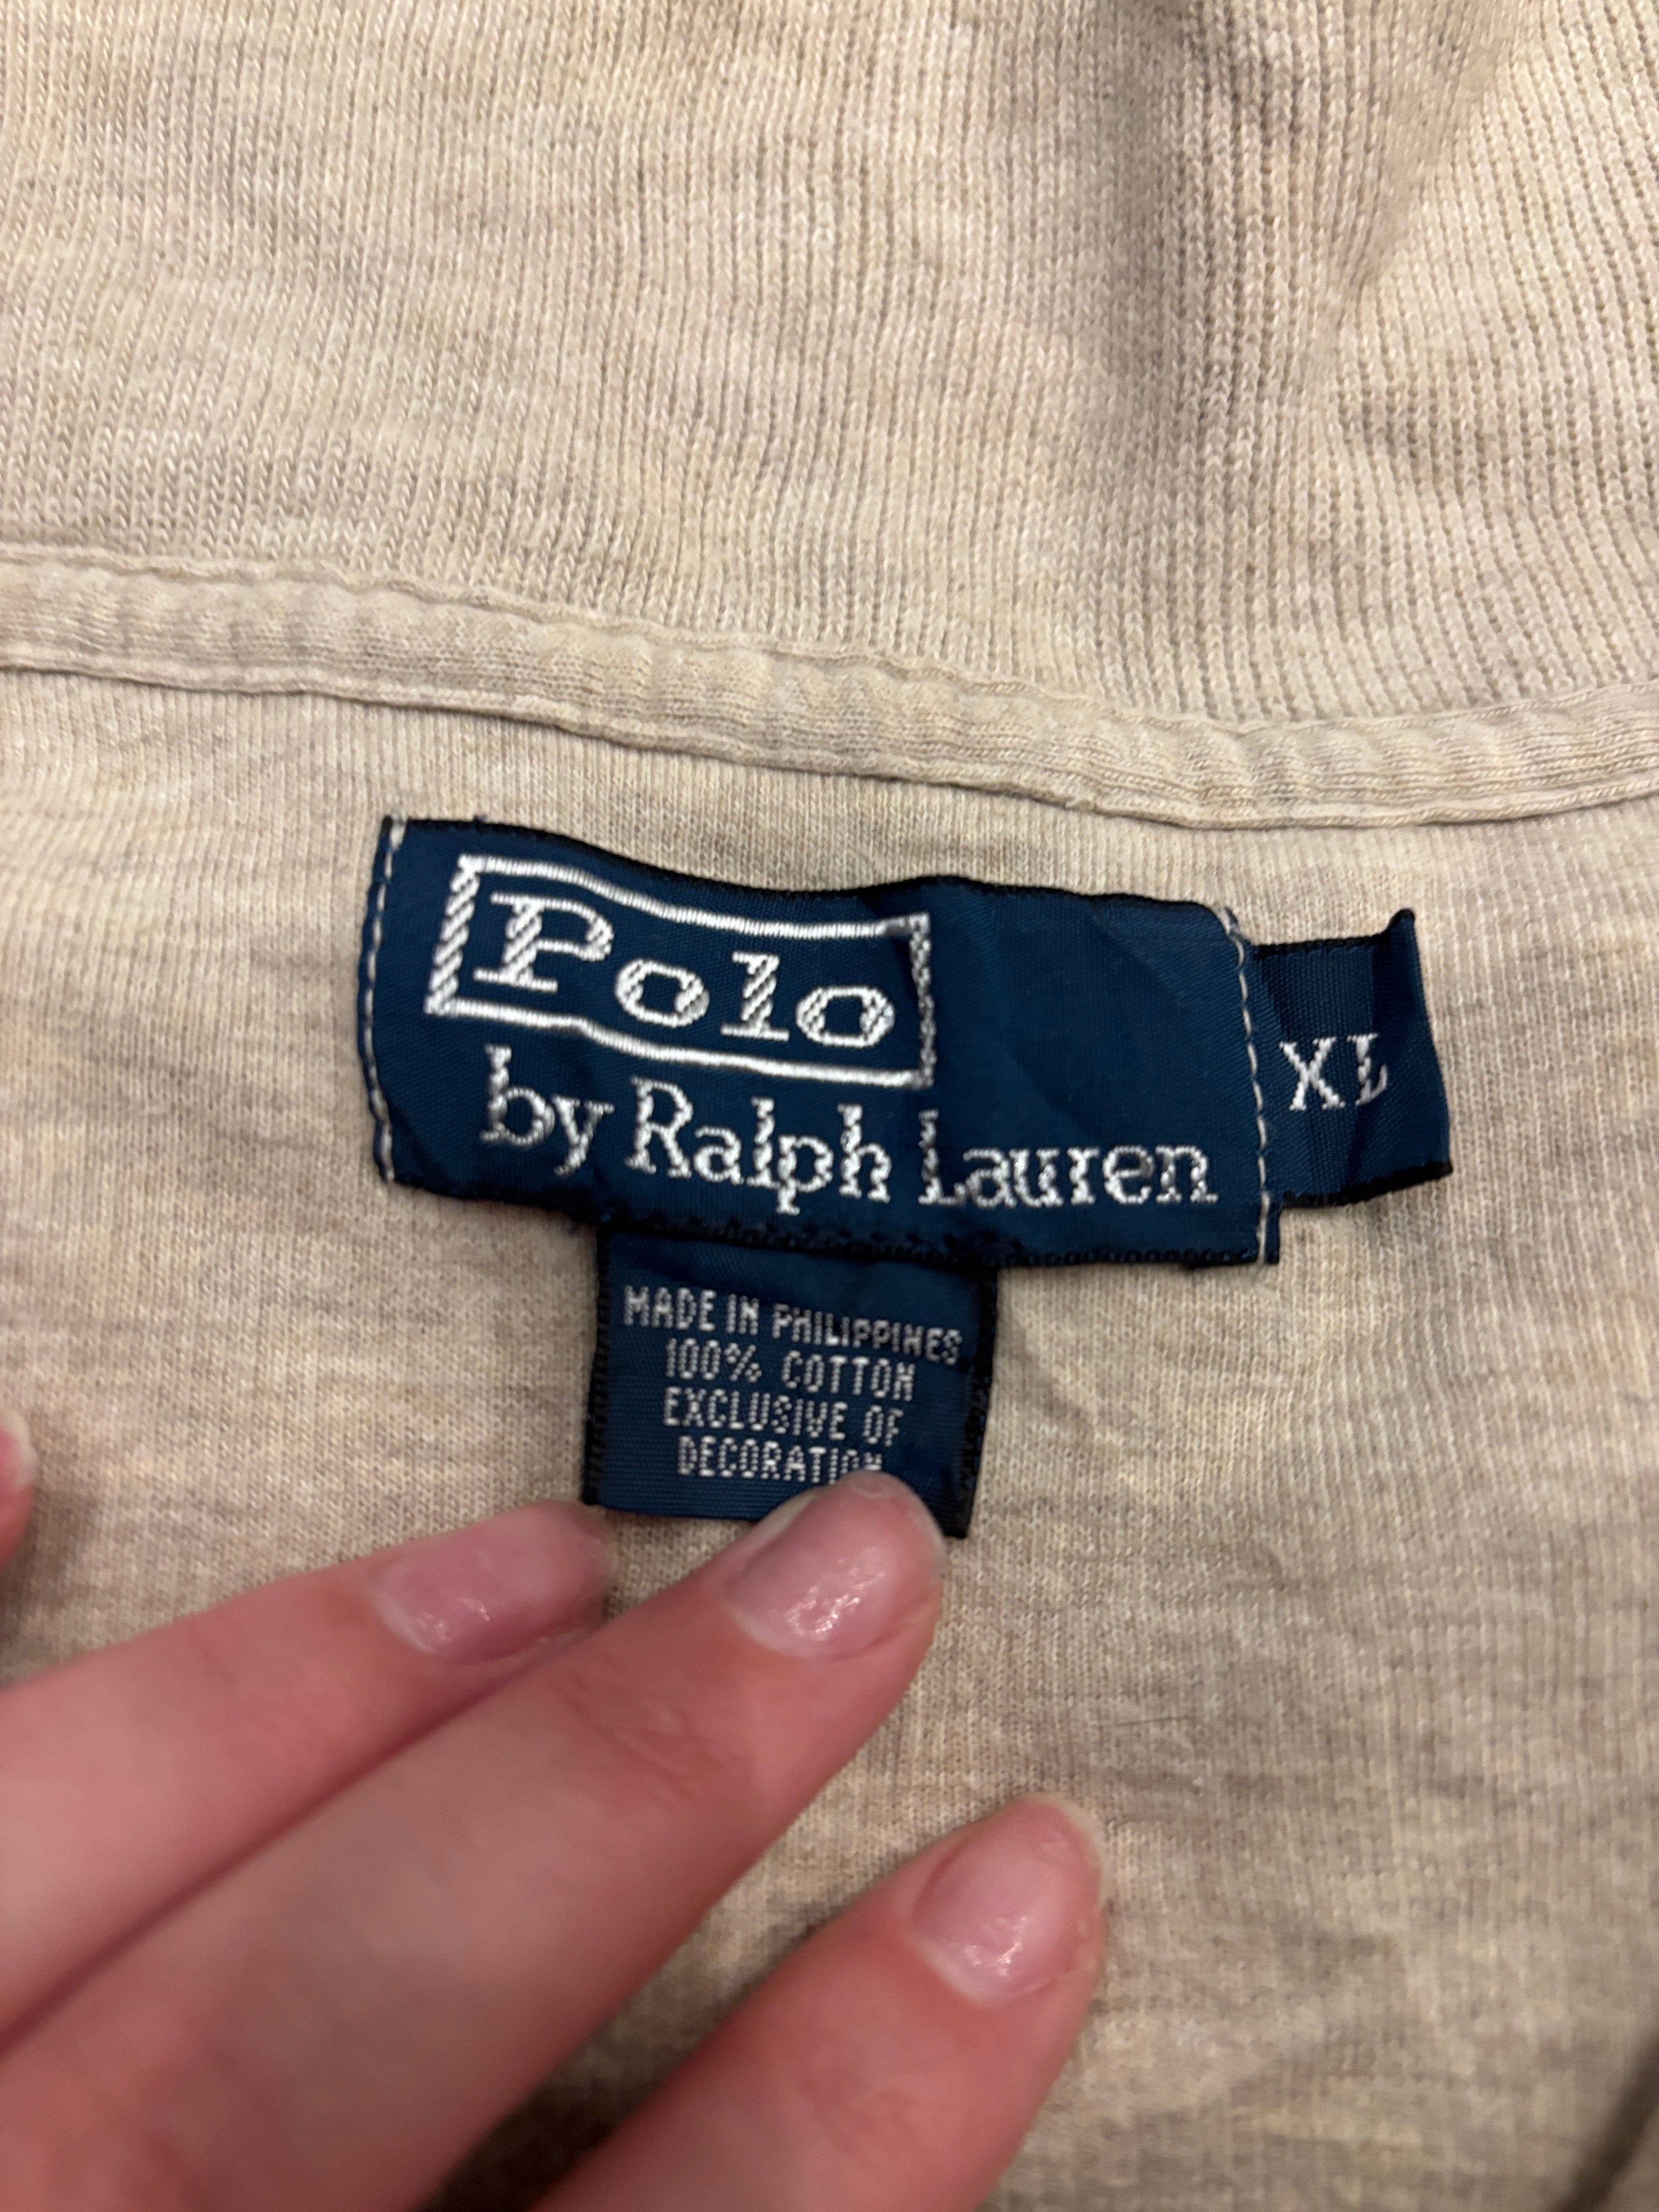 Polo
by Ralph Lauren
XL
MADE IN PHILIPPINES
100% COTTON
EXCLUSIVE OF
DECORATION